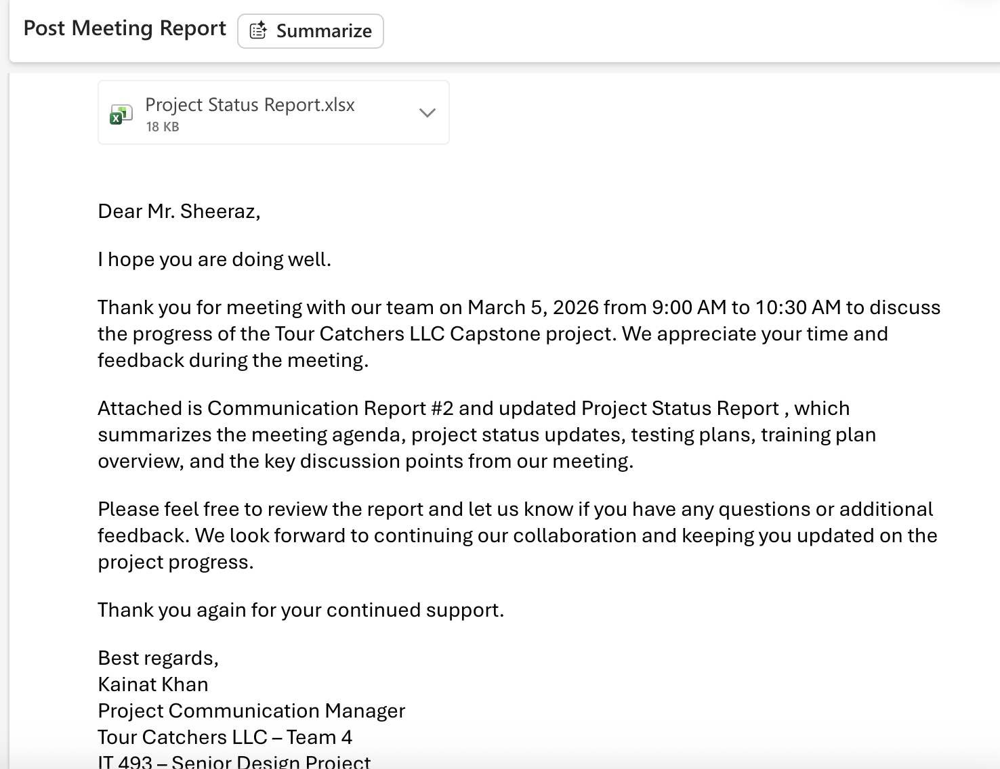 Post Meeting Report
Summarize
Project Status Report.xlsx
18 KB
Dear Mr. Sheeraz,
I hope you are doing well.
Thank you for meeting with our team on March 5, 2026 from 9:00 AM to 10:30 AM to discuss
the progress of the Tour Catchers LLC Capstone project. We appreciate your time and
feedback during the meeting.
Attached is Communication Report #2 and updated Project Status Report , which
summarizes the meeting agenda, project status updates, testing plans, training plan
overview, and the key discussion points from our meeting.
Please feel free to review the report and let us know if you have any questions or additional
feedback. We look forward to continuing our collaboration and keeping you updated on the
project progress.
Thank you again for your continued support.
Best regards,
Kainat Khan
Project Communication Manager
Tour Catchers LLC – Team 4
IT 493 – Senior Design Project